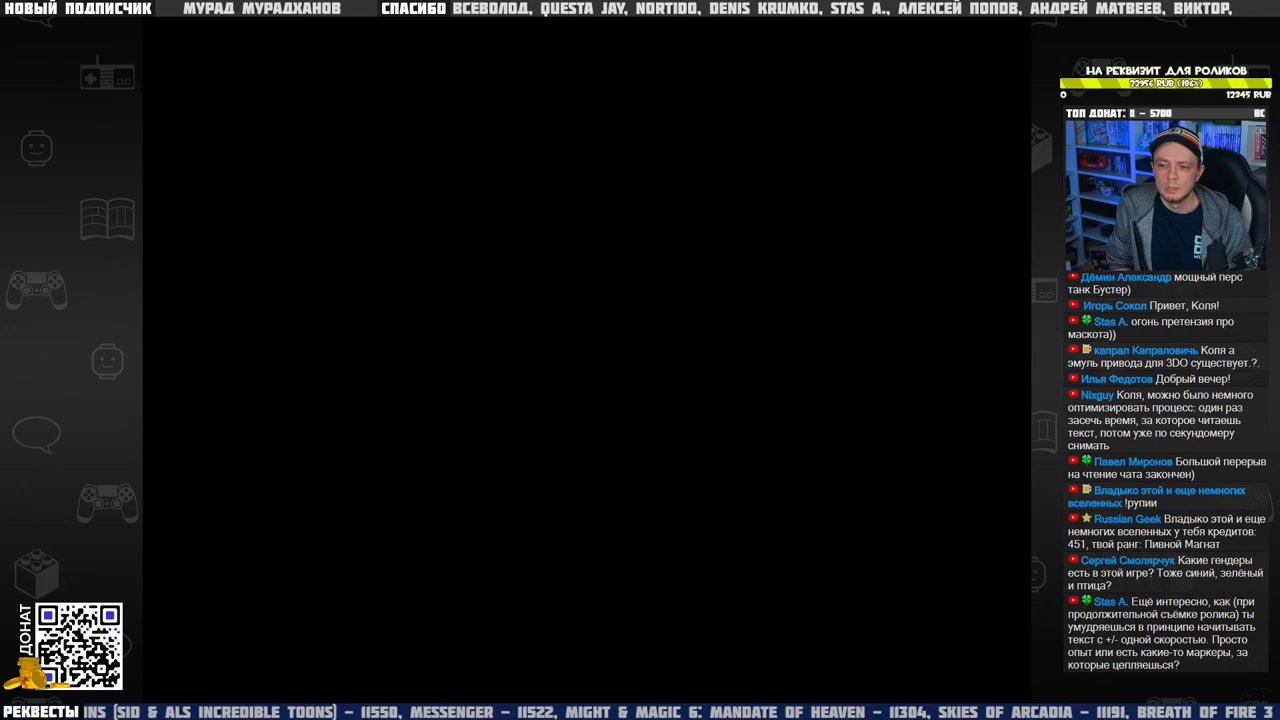 НОВЫЙ ПОДПИСЧИК МУРАД МУРАДХАНОВ СПАСИБО ВСЕВОЛОД, QUESTA JAY, NORTIDO, DENIS KRUMKO, STAS A., АЛЕКСЕЙ ПОПОВ, АНДРЕЙ МАТВЕЕВ, ВИКТОР,
НА РЕКВИЗИТ ДЛЯ РОЛИКОВ
22956 RUB (186%)
0 12345 RUB
ТОП ДОНАТ: 1 - 5700 ВС
Дёмин Александр мощный перс
танк Бустер)
Игорь Сокол Привет, Коля!
Stas A. огонь претензия про
маскота))
капрал Капраловичь Коля а
эмуль привода для 3DO существует.?.
Илья Федотов Добрый вечер!
Nixguy Коля, можно было немного
оптимизировать процесс: один раз
засечь время, за которое читаешь
текст, потом уже по секундомеру
снимать
Павел Миронов Большой перерыв
на чтение чата закончен)
Владыко этой и еще немногих
вселенных !рупии
Russian Geek Владыко этой и еще
немногих вселенных у тебя кредитов:
451, твой ранг: Пивной Магнат
Сергей Смолярчук Какие гендеры
есть в этой игре? Тоже синий, зелёный
и птица?
Stas A. Ещё интересно, как (при
продолжительной съёмке ролика) ты
умудряешься в принципе начитывать
текст с +/- одной скоростью. Просто
опыт или есть какие-то маркеры, за
которые цепляешься?
ДОНАТ
РЕКВЕСТЫ INS (SID & ALS INCREDIBLE TOONS) - 11550, MESSENGER - 11522, MIGHT & MAGIC 6: MANDATE OF HEAVEN - 11304, SKIES OF ARCADIA - 11191, BREATH OF FIRE 3